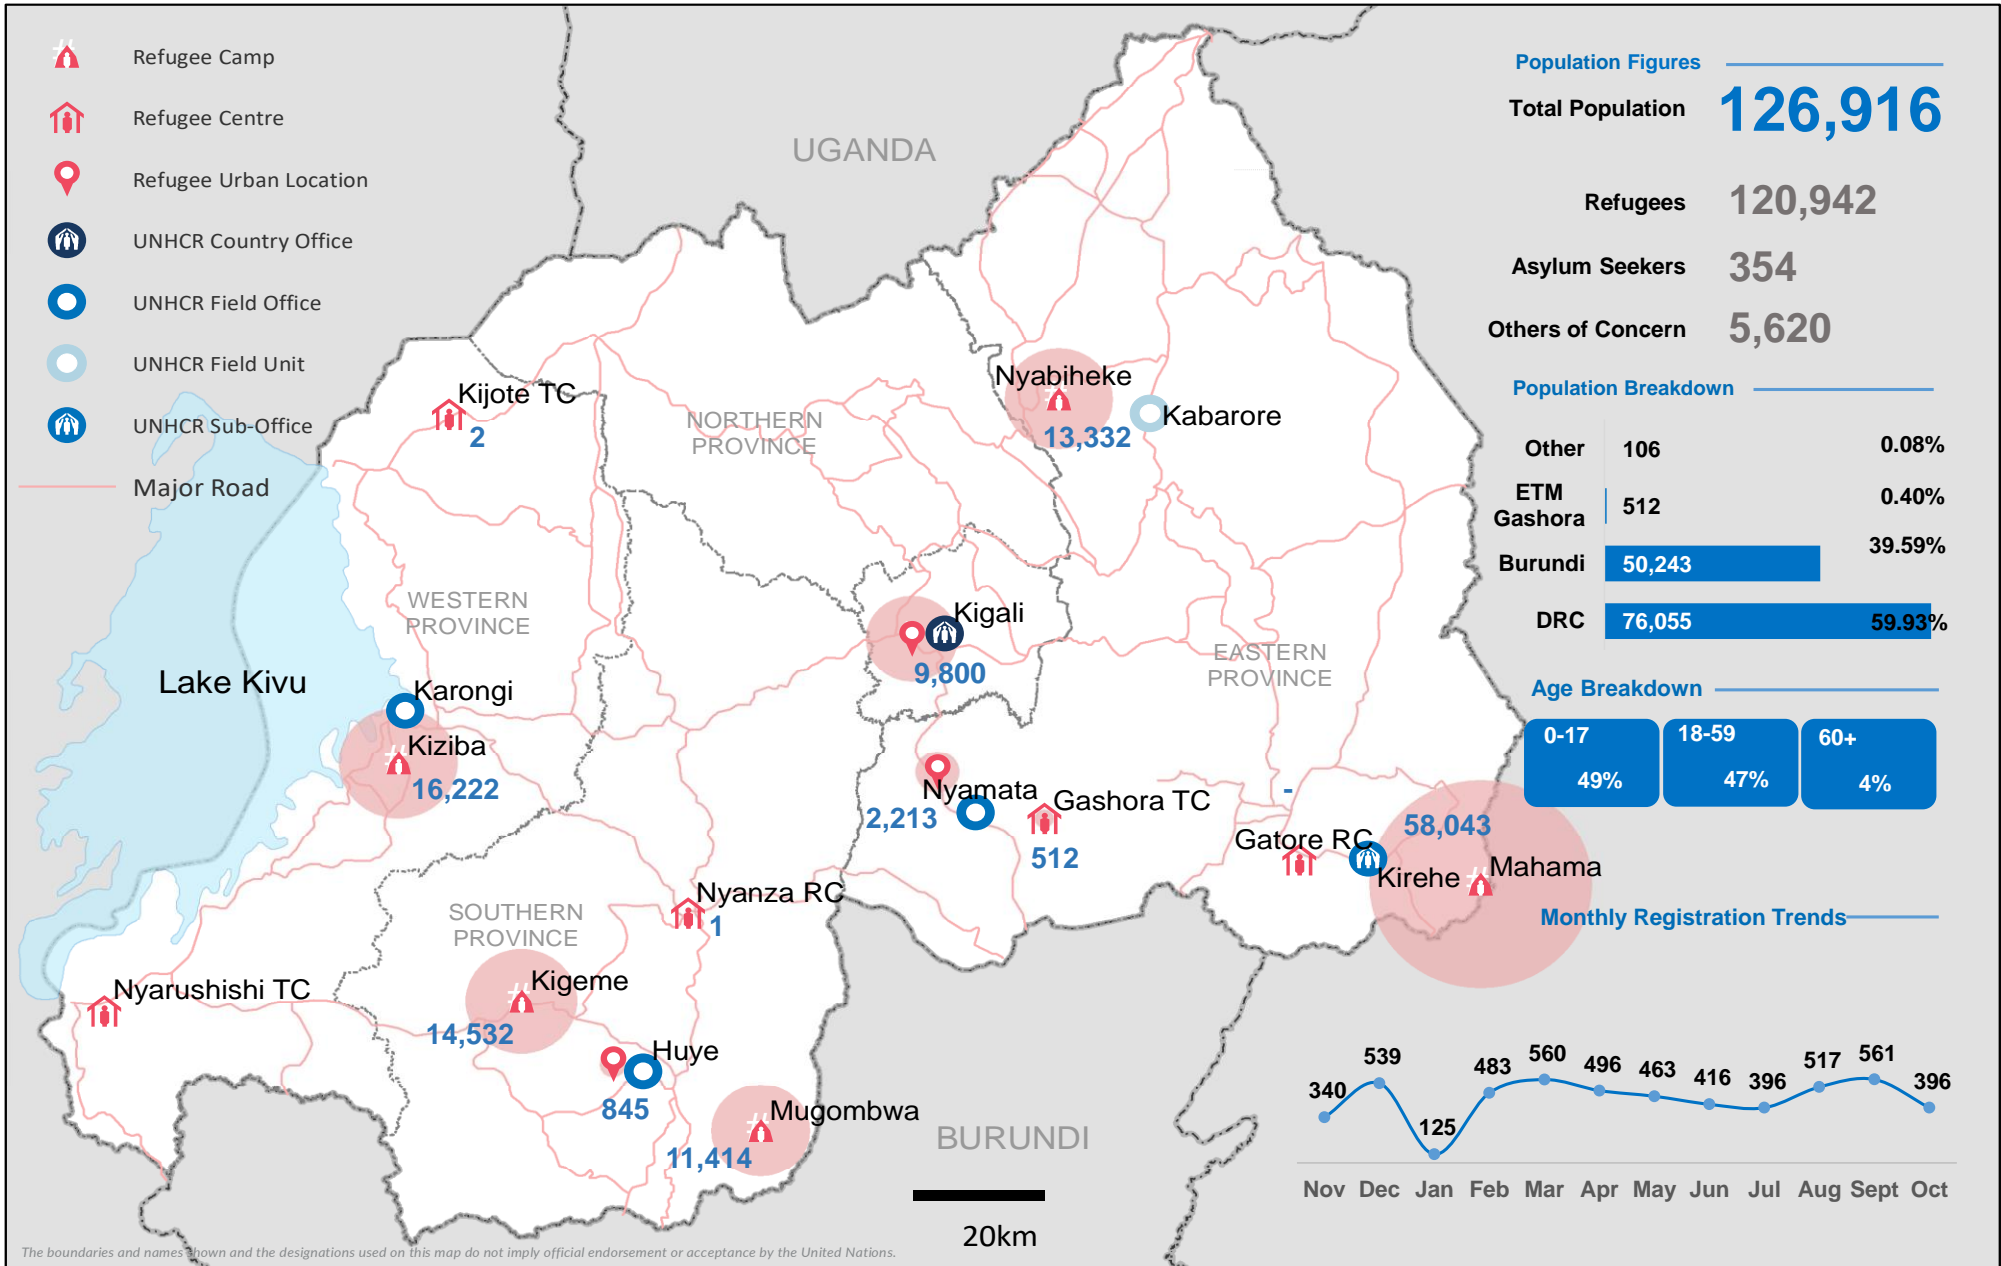 Refugee Camp
Refugee Centre
Refugee Urban Location
UNHCR Country Office
UNHCR Field Office
UNHCR Field Unit
UNHCR Sub-Office
Major Road
UGANDA
NORTHERN
PROVINCE
WESTERN
PROVINCE
EASTERN
PROVINCE
SOUTHERN
PROVINCE
BURUNDI
Lake Kivu
Kijote TC
2
Nyabiheke
13,332
Kabarore
Kigali
9,800
Karongi
Kiziba
16,222
Nyamata
2,213
Gashora TC
512
-
Gatore RC
Kirehe
58,043
Mahama
Nyanza RC
1
Nyarushishi TC
Kigeme
14,532
Huye
845
Mugombwa
11,414
20km
The boundaries and names shown and the designations used on this map do not imply official endorsement or acceptance by the United Nations.
Population Figures
Total Population 126,916
Refugees 120,942
Asylum Seekers 354
Others of Concern 5,620
Population Breakdown
Other 106 0.08%
ETM
Gashora 512 0.40%
Burundi 50,243 39.59%
DRC 76,055 59.93%
Age Breakdown
0-17 18-59 60+
49% 47% 4%
Monthly Registration Trends
340 539 125 483 560 496 463 416 396 517 561 396
Nov Dec Jan Feb Mar Apr May Jun Jul Aug Sept Oct